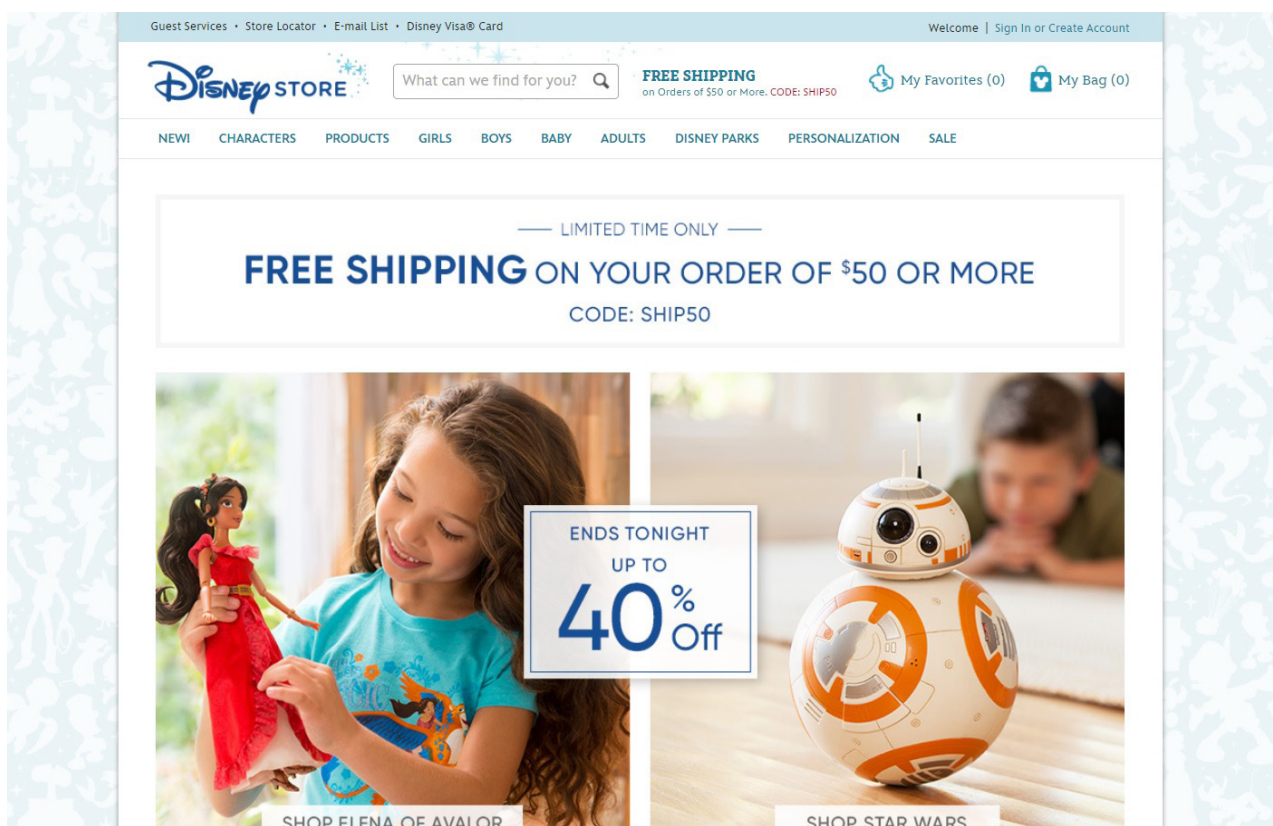 Guest Services • Store Locator • E-mail List • Disney Visa® Card
Welcome | Sign In or Create Account
Disney STORE
What can we find for you?
FREE SHIPPING
on Orders of $50 or More. CODE: SHIP50
My Favorites (0)
My Bag (0)
NEW! CHARACTERS PRODUCTS GIRLS BOYS BABY ADULTS DISNEY PARKS PERSONALIZATION SALE
LIMITED TIME ONLY
FREE SHIPPING ON YOUR ORDER OF $50 OR MORE
CODE: SHIP50
ENDS TONIGHT
UP TO
40% Off
SHOP ELENA OF AVALOR
SHOP STAR WARS